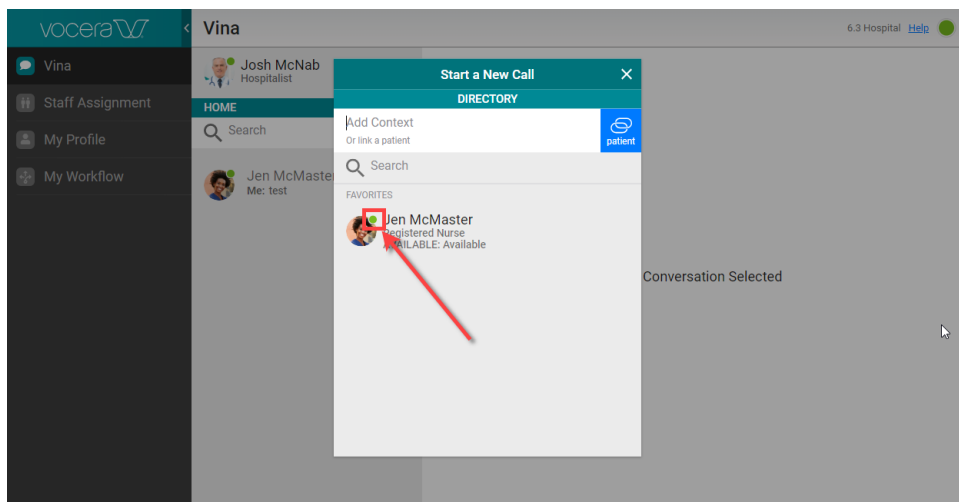 vocera
Vina
6.3 Hospital Help
Vina
Staff Assignment
My Profile
My Workflow
Josh McNab
Hospitalist
HOME
Search
Jen McMaste
Me: test
Start a New Call
DIRECTORY
Add Context
Or link a patient
patient
Search
FAVORITES
Jen McMaster
Registered Nurse
AVAILABLE: Available
Conversation Selected